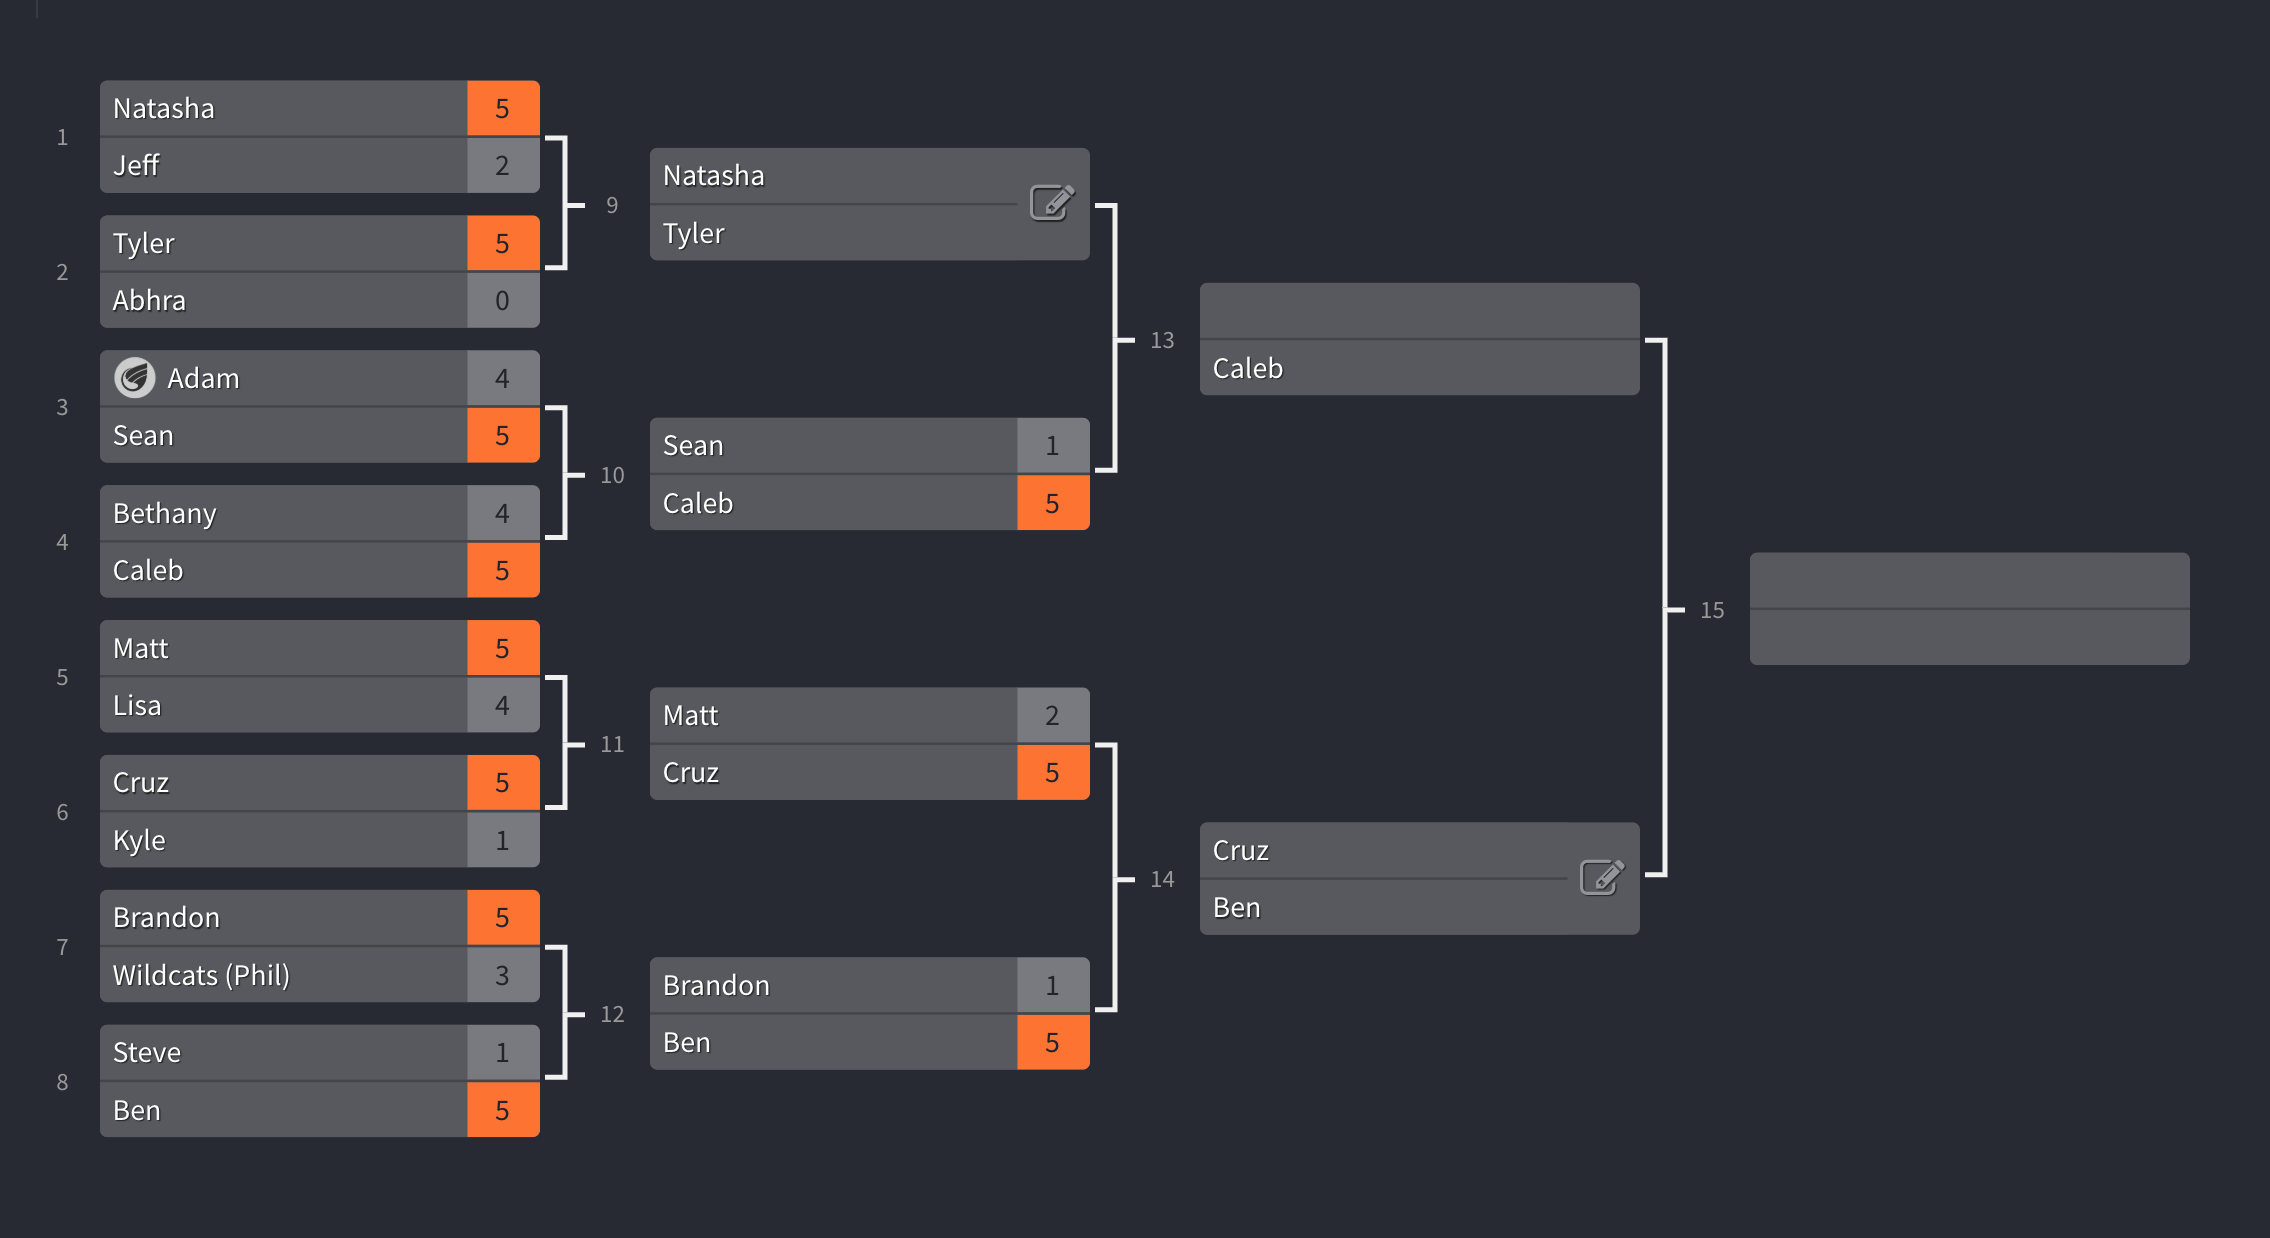 1
Natasha 5
Jeff 2
2
Tyler 5
Abhra 0
3
Adam 4
Sean 5
4
Bethany 4
Caleb 5
5
Matt 5
Lisa 4
6
Cruz 5
Kyle 1
7
Brandon 5
Wildcats (Phil) 3
8
Steve 1
Ben 5
9
Natasha
Tyler
10
Sean 1
Caleb 5
11
Matt 2
Cruz 5
12
Brandon 1
Ben 5
13
Caleb
14
Cruz
Ben
15